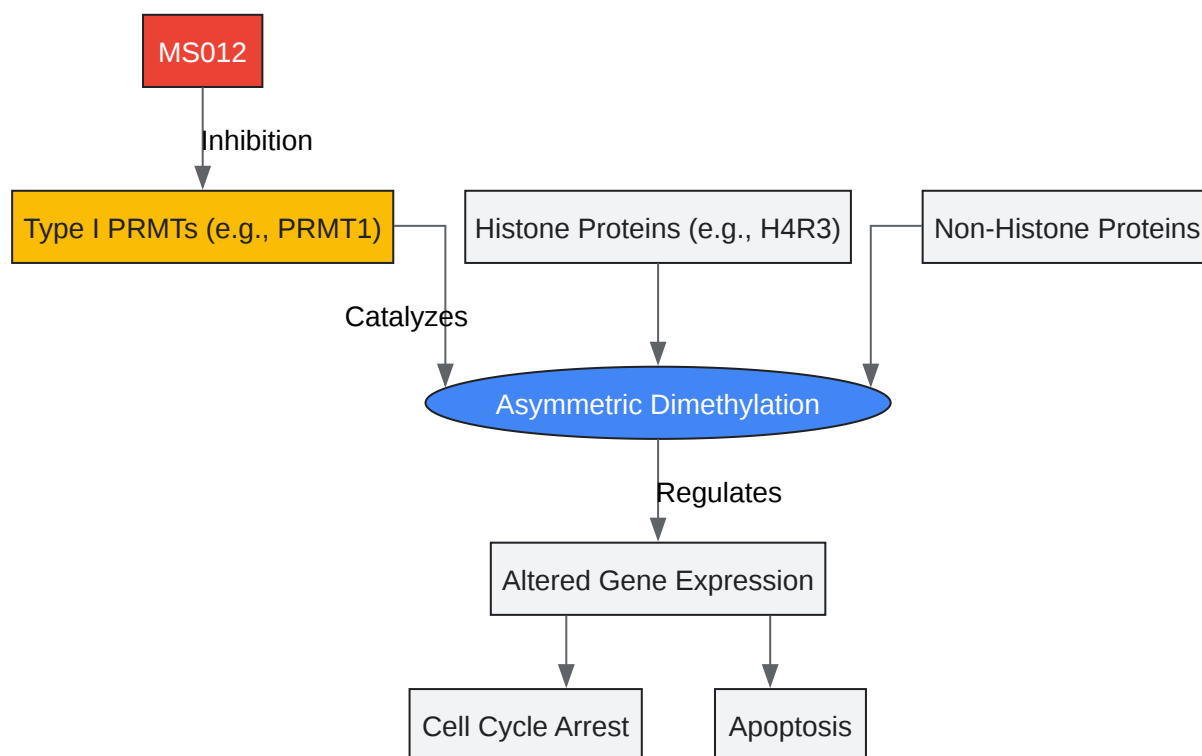 MS012
Inhibition
Type I PRMTs (e.g., PRMT1)
Histone Proteins (e.g., H4R3)
Non-Histone Proteins
Catalyzes
Asymmetric Dimethylation
Regulates
Altered Gene Expression
Cell Cycle Arrest
Apoptosis